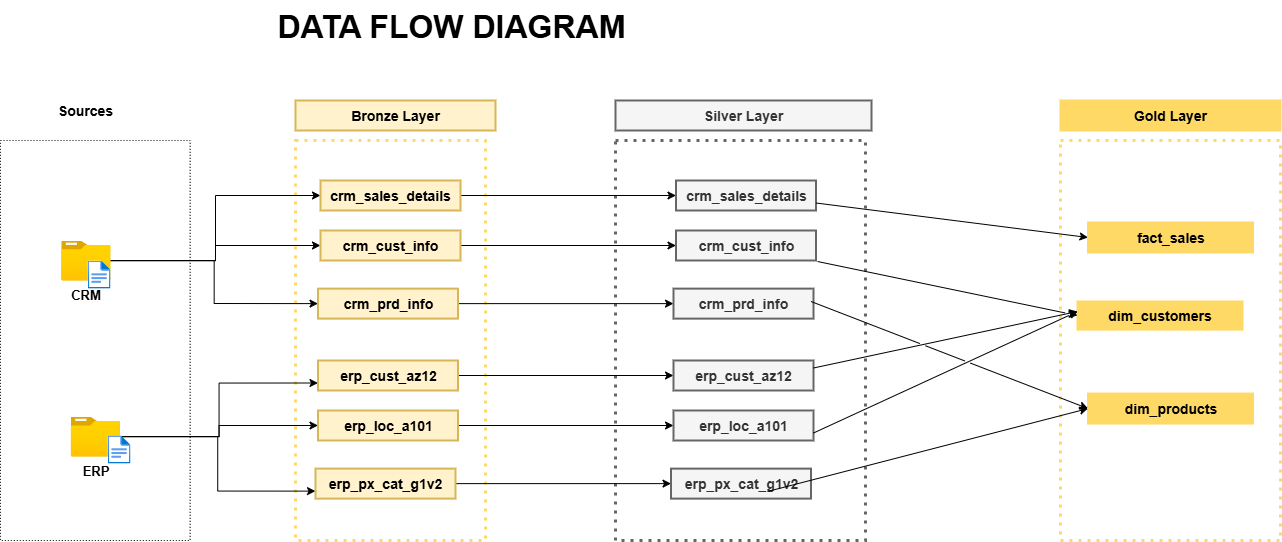 DATA FLOW DIAGRAM
Sources
Bronze Layer
Silver Layer
Gold Layer
crm_sales_details
crm_sales_details
crm_cust_info
crm_cust_info
fact_sales
CRM
crm_prd_info
crm_prd_info
dim_customers
erp_cust_az12
erp_cust_az12
dim_products
erp_loc_a101
erp_loc_a101
ERP
erp_px_cat_g1v2
erp_px_cat_g1v2